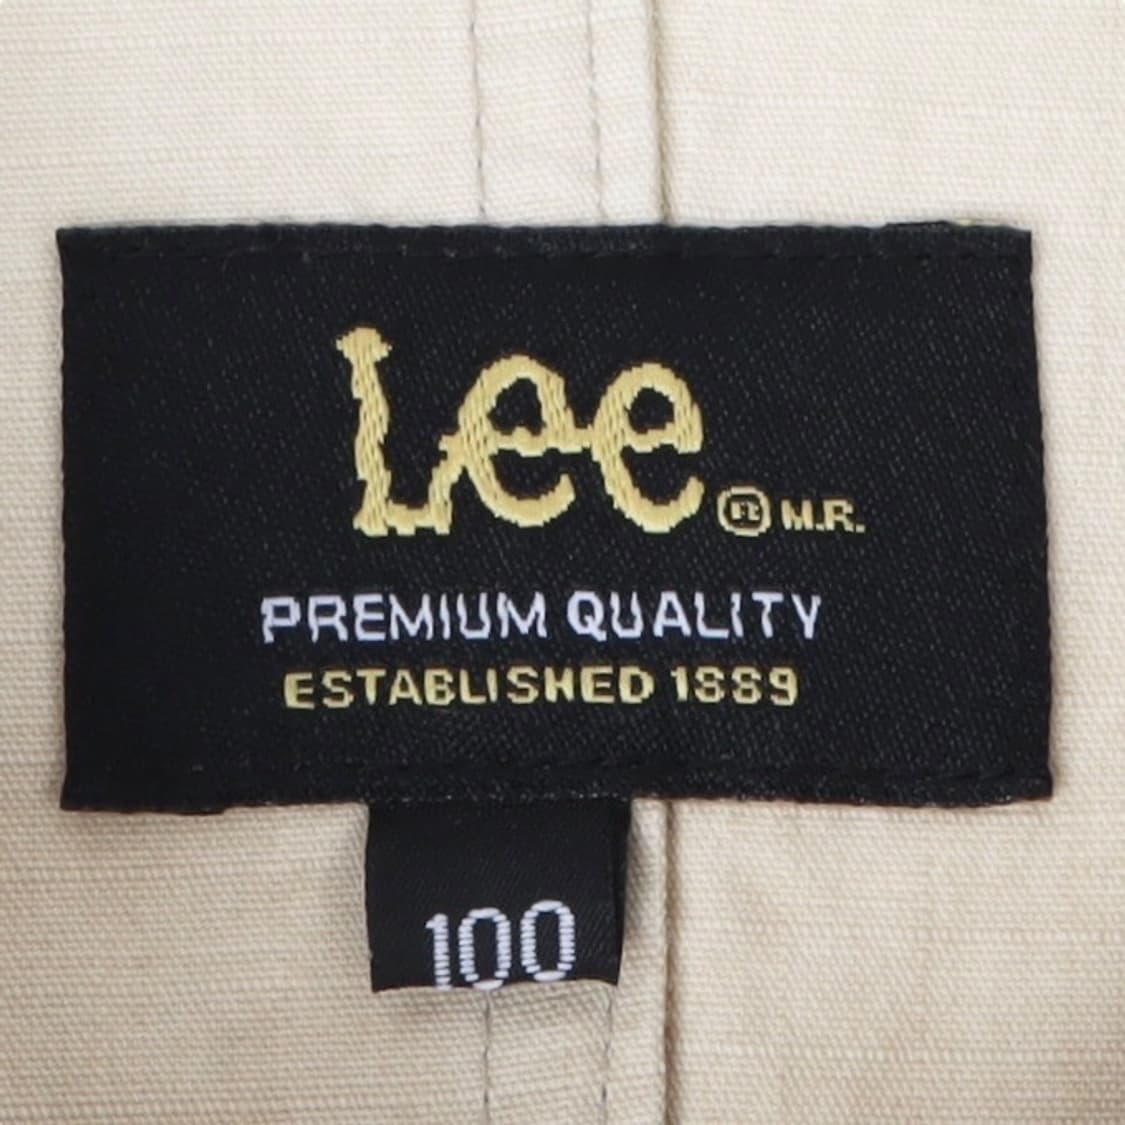 Lee® M.R.
PREMIUM QUALITY
ESTABLISHED 1889
100